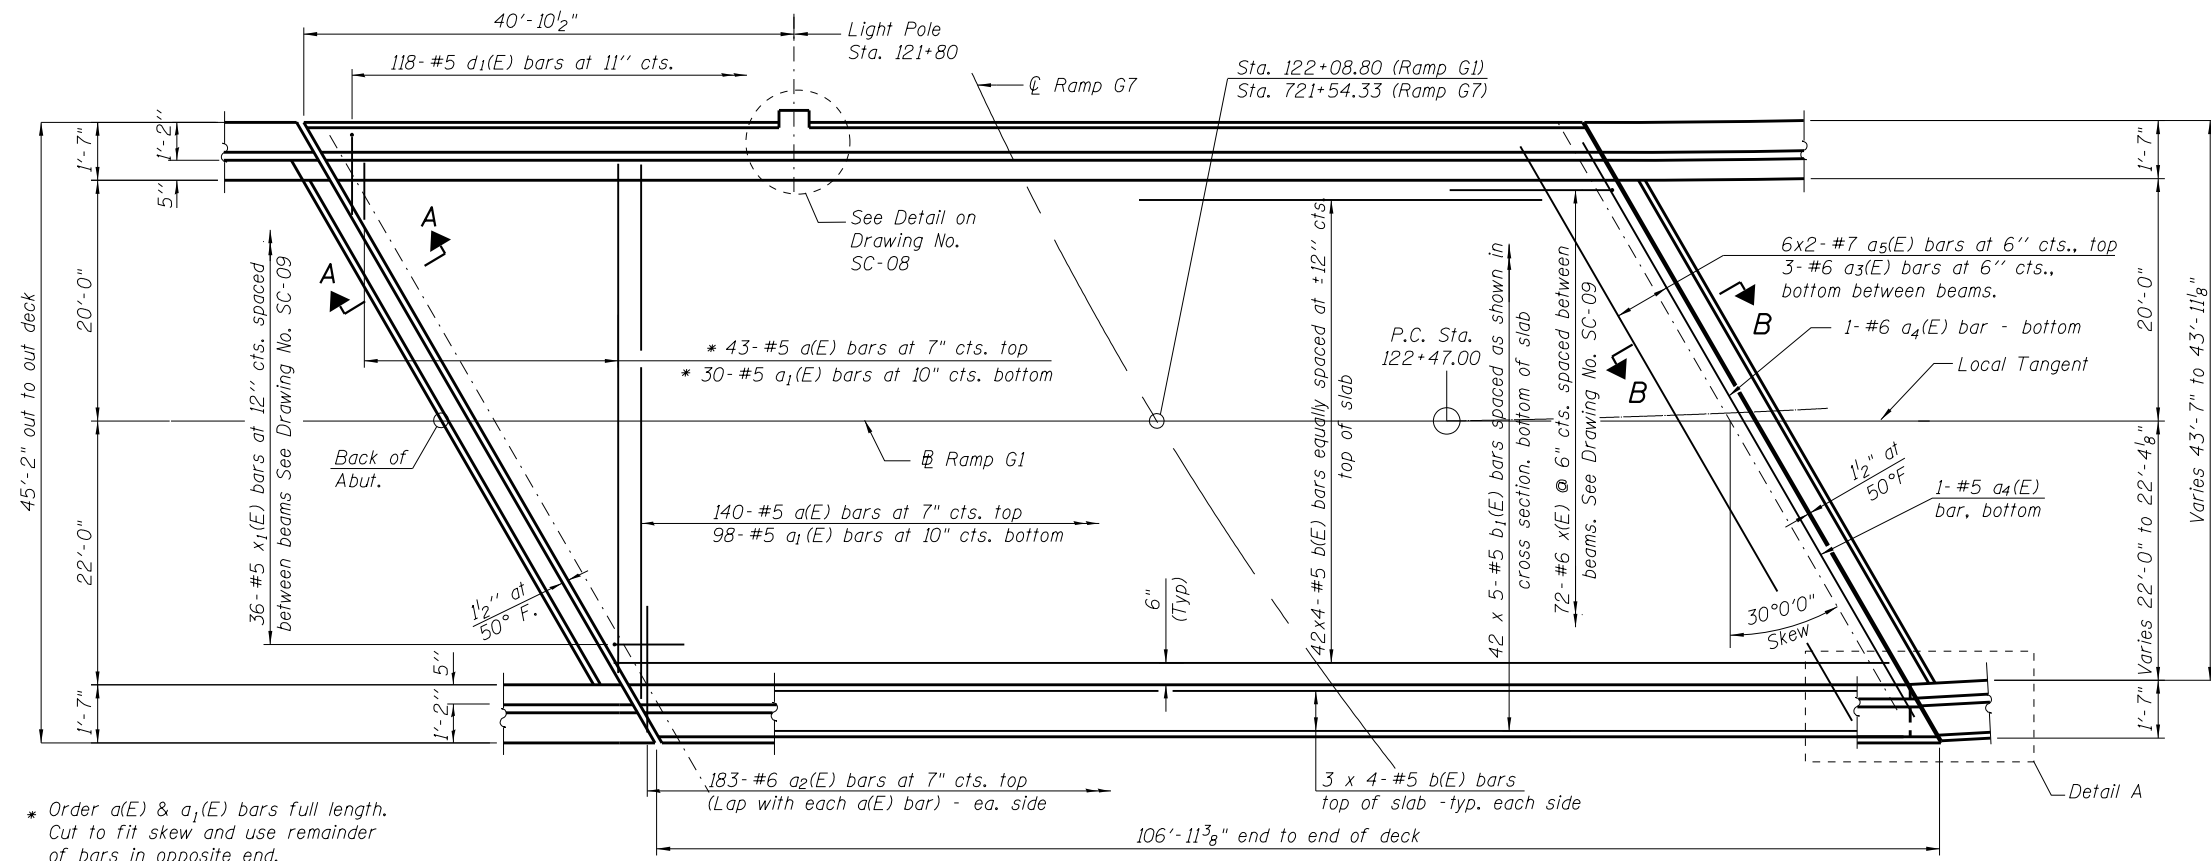 40'-10½"
Light Pole
Sta. 121+80
118- #5 d1(E) bars at 11" cts.
℄ Ramp G7
Sta. 122+08.80 (Ramp G1)
Sta. 721+54.33 (Ramp G7)
1'-7"
1'-2"
5"
20'-0"
22'-0"
1'-7"
45'-2" out to out deck
A
A
See Detail on
Drawing No.
SC-08
36- #5 x1(E) bars at 12" cts. spaced
between beams See Drawing No. SC-09
* 43- #5 a(E) bars at 7" cts. top
* 30- #5 a1(E) bars at 10" cts. bottom
P.C. Sta.
122+47.00
6x2- #7 a5(E) bars at 6" cts., top
3- #6 a3(E) bars at 6" cts.,
bottom between beams.
1- #6 a4(E) bar - bottom
Local Tangent
B
B
Back of
Abut.
℄ Ramp G1
140- #5 a(E) bars at 7" cts. top
98- #5 a1(E) bars at 10" cts. bottom
42x4- #5 b(E) bars equally spaced at ±12" cts.
top of slab
42 x 5- #5 b1(E) bars spaced as shown in
cross section. bottom of slab
72- #6 x(E) @ 6" cts. spaced between
beams. See Drawing No. SC-09
1½" at
50°F
1- #5 a4(E)
bar, bottom
1½" at
50° F.
6"
(Typ)
30°0'0"
Skew
1'-7"
20'-0"
Varies 22'-0" to 22'-4⅛"
1'-7"
Varies 43'-7" to 43'-11⅛"
5"
1'-2"
183- #6 a2(E) bars at 7" cts. top
(Lap with each a(E) bar) - ea. side
3 x 4- #5 b(E) bars
top of slab -typ. each side
Detail A
106'-11⅜" end to end of deck
* Order a(E) & a1(E) bars full length.
Cut to fit skew and use remainder
of bars in opposite end.